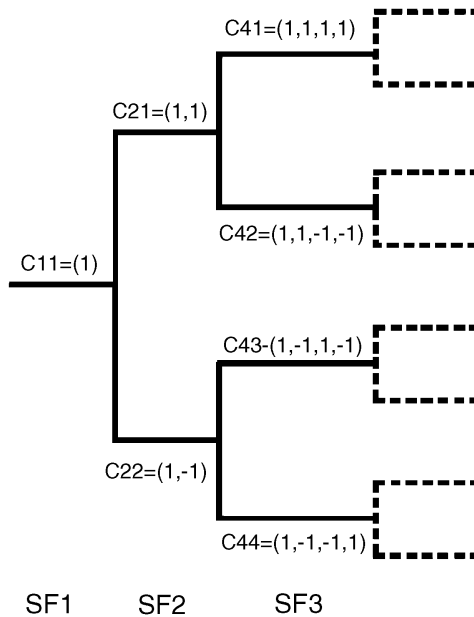 C41=(1,1,1,1)
C21=(1,1)
C42=(1,1,-1,-1)
C11=(1)
C43-(1,-1,1,-1)
C22=(1,-1)
C44=(1,-1,-1,1)
SF1 SF2 SF3